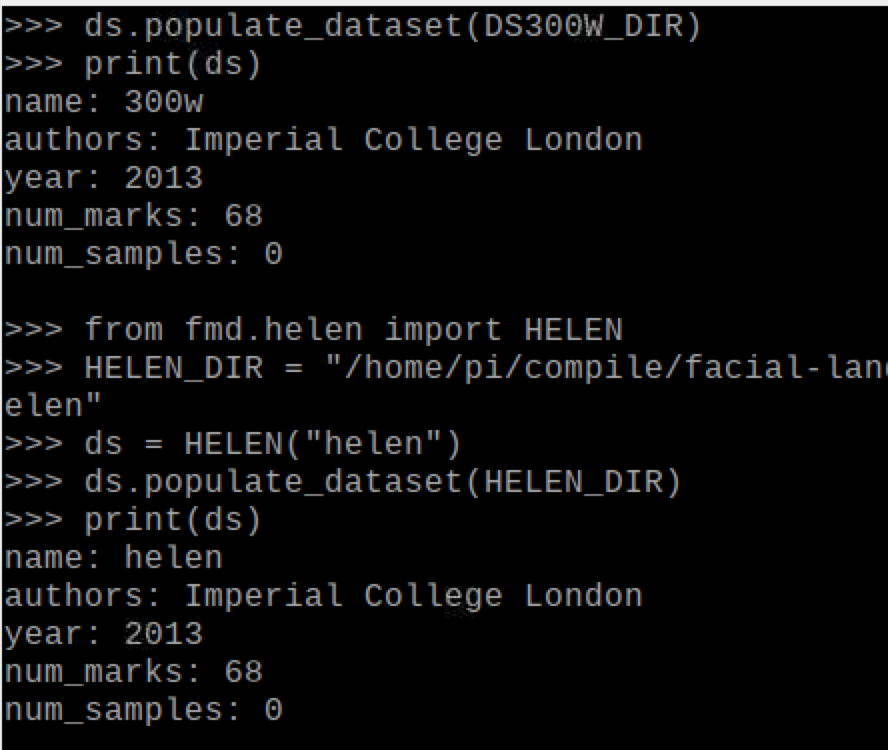 >>> ds.populate_dataset(DS300W_DIR)
>>> print(ds)
name: 300w
authors: Imperial College London
year: 2013
num_marks: 68
num_samples: 0
>>> from fmd.helen import HELEN
>>> HELEN_DIR = "/home/pi/compile/facial-lan
elen"
>>> ds = HELEN("helen")
>>> ds.populate_dataset(HELEN_DIR)
>>> print(ds)
name: helen
authors: Imperial College London
year: 2013
num_marks: 68
num_samples: 0